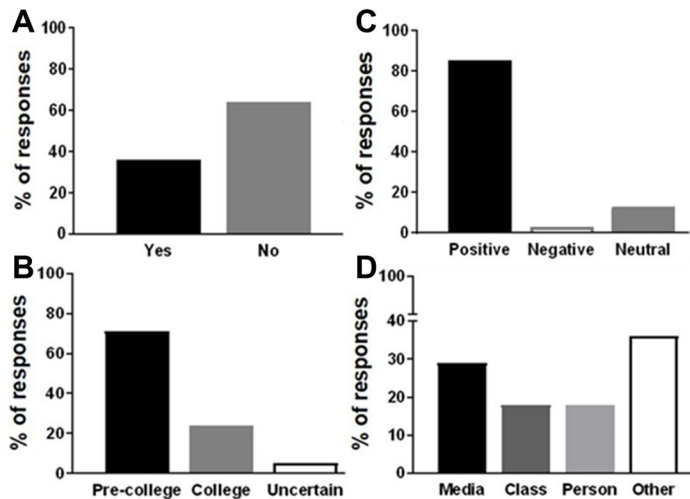 A
% of responses
100
80
60
40
20
0
Yes No
B
% of responses
100
80
60
40
20
0
Pre-college College Uncertain
C
% of responses
100
80
60
40
20
0
Positive Negative Neutral
D
% of responses
100
40
30
20
10
0
Media Class Person Other